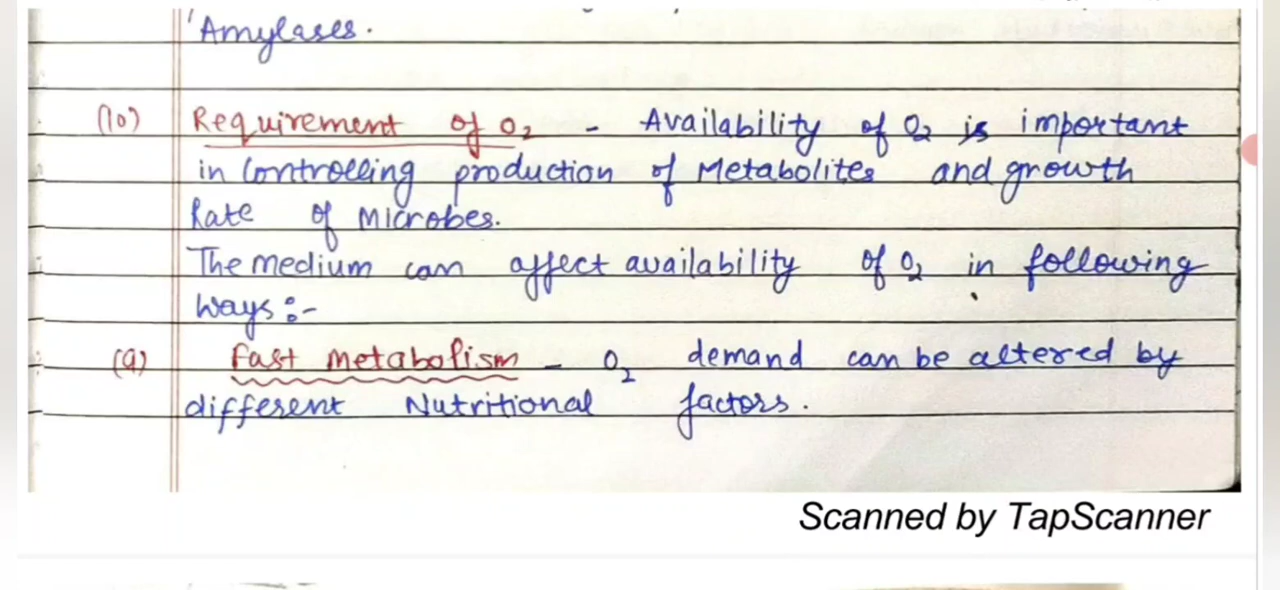 Amylases.
(10) Requirement of O2 - Availability of O2 is important
in Controlling production of Metabolites and growth
Rate of Microbes.
The medium can affect availability of O2 in following
Ways :-
(a) Fast Metabolism - O2 demand can be altered by
different Nutritional factors.
Scanned by TapScanner